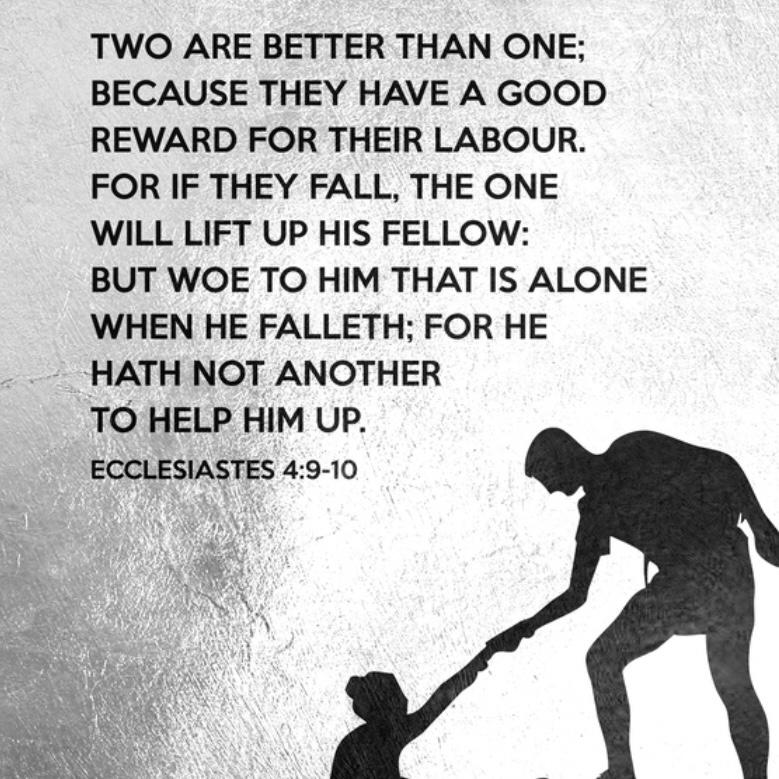 TWO ARE BETTER THAN ONE;
BECAUSE THEY HAVE A GOOD
REWARD FOR THEIR LABOUR.
FOR IF THEY FALL, THE ONE
WILL LIFT UP HIS FELLOW:
BUT WOE TO HIM THAT IS ALONE
WHEN HE FALLETH; FOR HE
HATH NOT ANOTHER
TO HELP HIM UP.
ECCLESIASTES 4:9-10